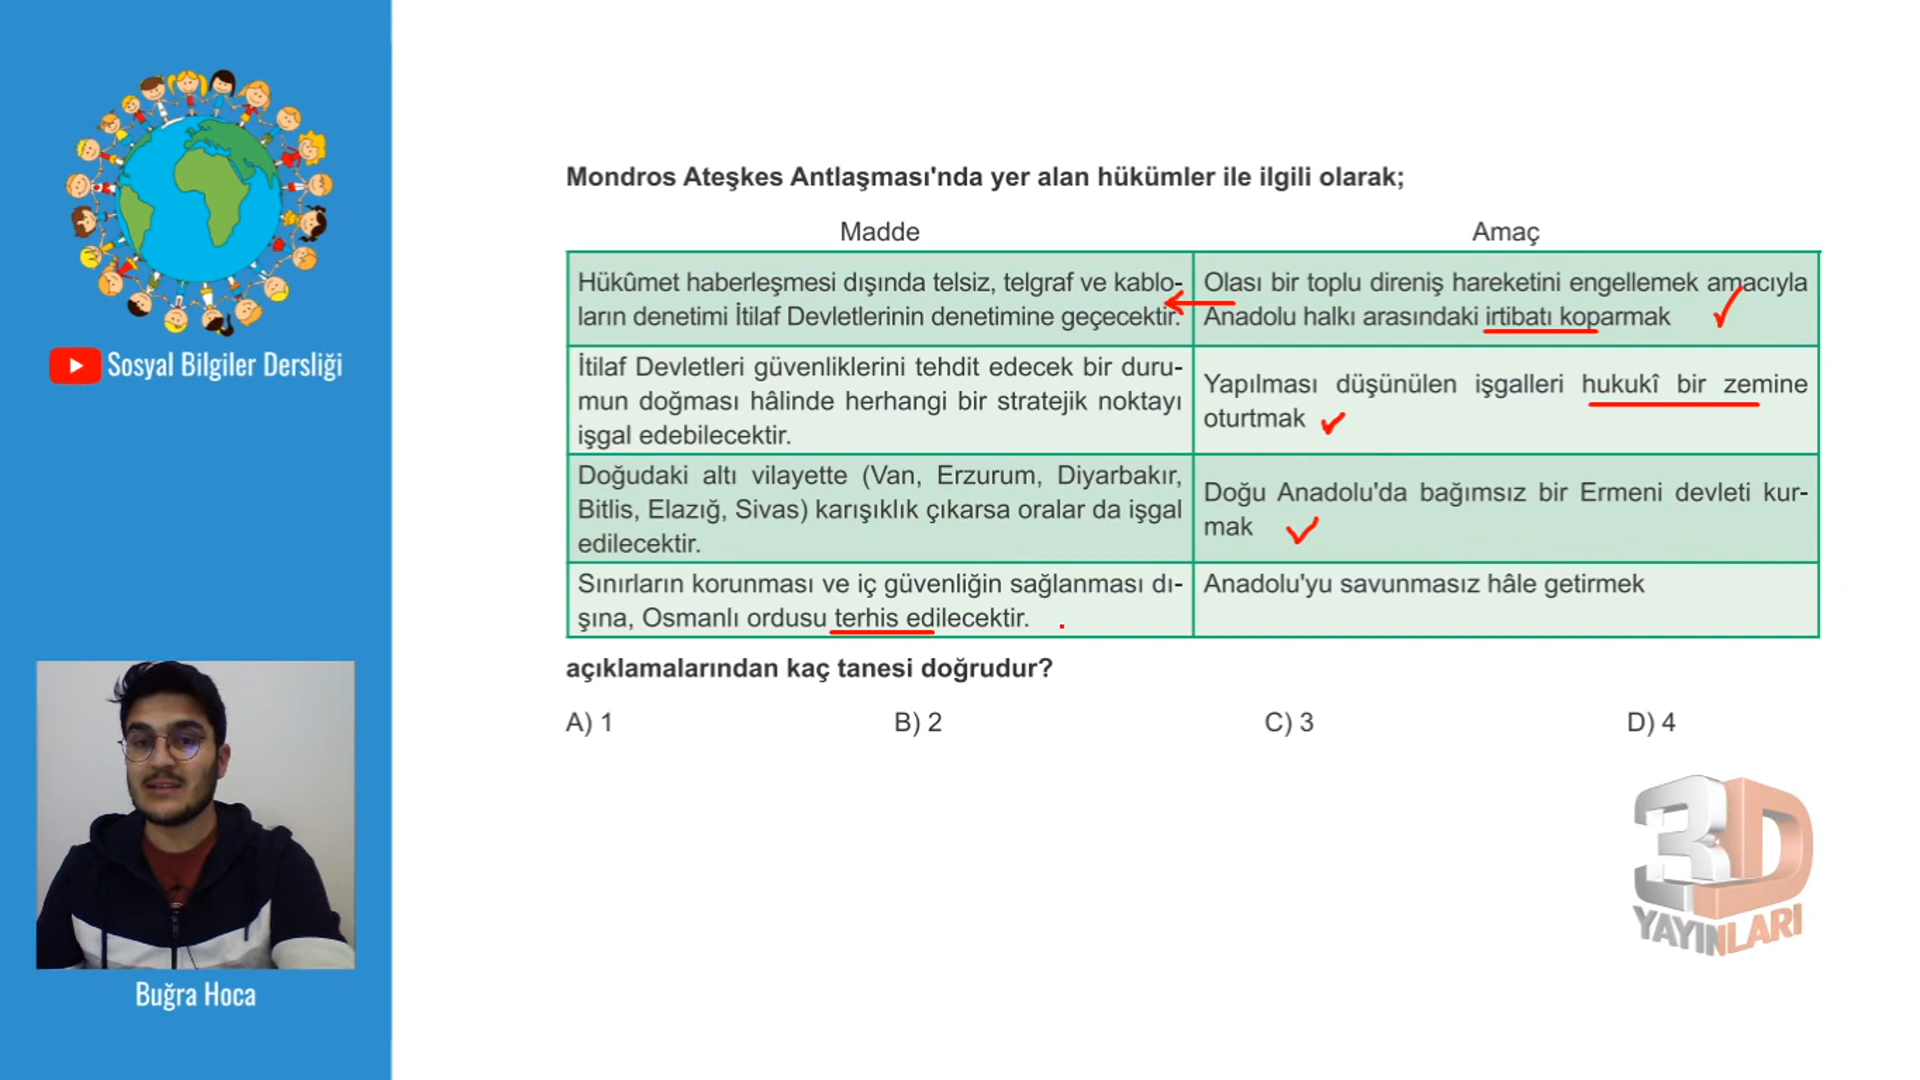 Sosyal Bilgiler Dersliği
Buğra Hoca
Mondros Ateşkes Antlaşması'nda yer alan hükümler ile ilgili olarak;
Madde
Amaç
Hükûmet haberleşmesi dışında telsiz, telgraf ve kablo-
ların denetimi İtilaf Devletlerinin denetimine geçecektir.
Olası bir toplu direniş hareketini engellemek amacıyla
Anadolu halkı arasındaki irtibatı koparmak
İtilaf Devletleri güvenliklerini tehdit edecek bir duru-
mun doğması hâlinde herhangi bir stratejik noktayı
işgal edebilecektir.
Yapılması düşünülen işgalleri hukukî bir zemine
oturtmak
Doğudaki altı vilayette (Van, Erzurum, Diyarbakır,
Bitlis, Elazığ, Sivas) karışıklık çıkarsa oralar da işgal
edilecektir.
Doğu Anadolu'da bağımsız bir Ermeni devleti kur-
mak
Sınırların korunması ve iç güvenliğin sağlanması dı-
şına, Osmanlı ordusu terhis edilecektir.
Anadolu'yu savunmasız hâle getirmek
açıklamalarından kaç tanesi doğrudur?
A) 1
B) 2
C) 3
D) 4
3D
YAYINLARI